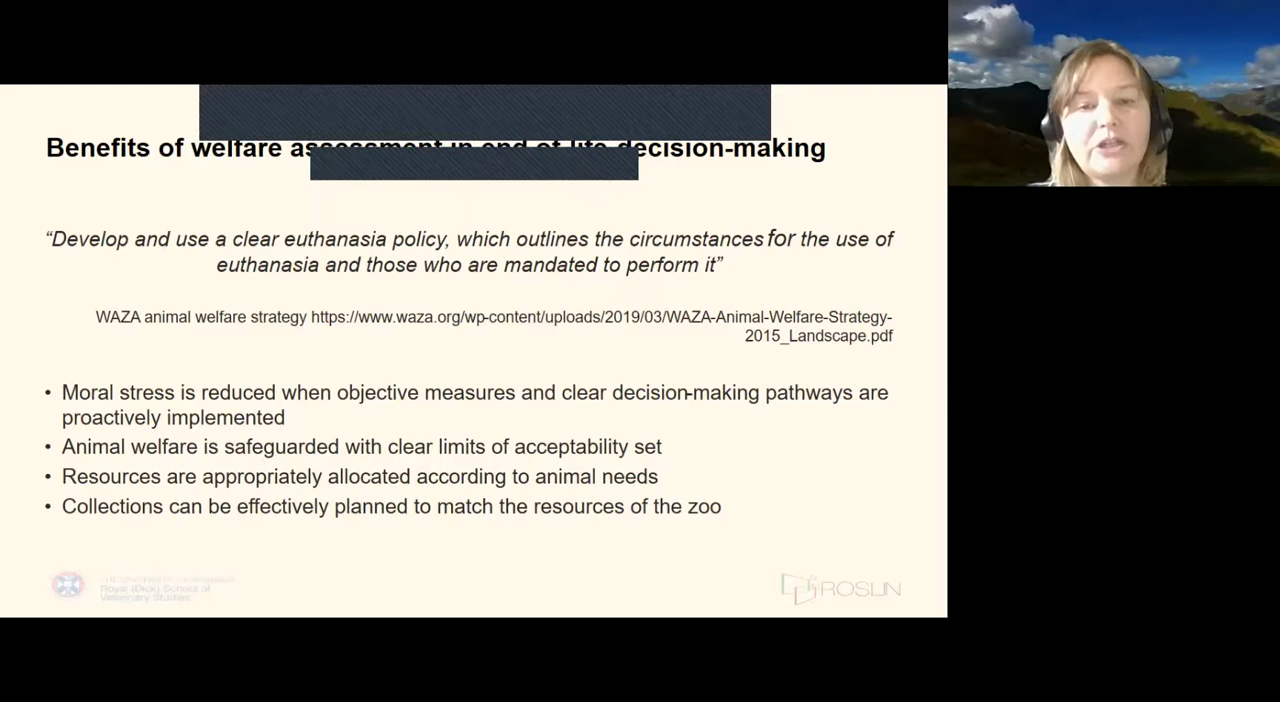 Benefits of welfare assessment in end of life decision-making
“Develop and use a clear euthanasia policy, which outlines the circumstances for the use of
euthanasia and those who are mandated to perform it”
WAZA animal welfare strategy https://www.waza.org/wp-content/uploads/2019/03/WAZA-Animal-Welfare-Strategy-
2015_Landscape.pdf
• Moral stress is reduced when objective measures and clear decision-making pathways are
proactively implemented
• Animal welfare is safeguarded with clear limits of acceptability set
• Resources are appropriately allocated according to animal needs
• Collections can be effectively planned to match the resources of the zoo
Royal (Dick) School of
Veterinary Studies
ROSLIN